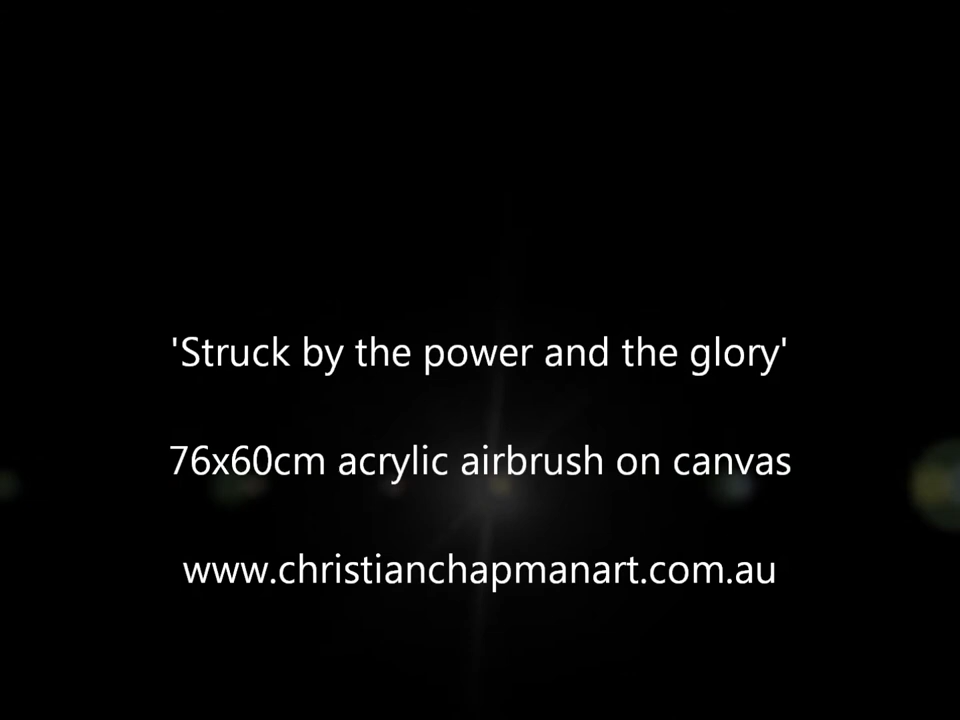 'Struck by the power and the glory'
76x60cm acrylic airbrush on canvas
www.christianchapmanart.com.au